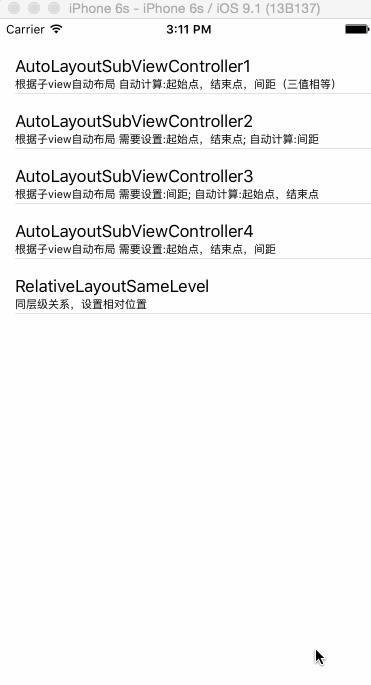 iPhone 6s - iPhone 6s / iOS 9.1 (13B137)
Carrier 3:11 PM
AutoLayoutSubViewController1
根据子view自动布局 自动计算:起始点，结束点，间距（三值相等）
AutoLayoutSubViewController2
根据子view自动布局 需要设置:起始点，结束点; 自动计算:间距
AutoLayoutSubViewController3
根据子view自动布局 需要设置:间距; 自动计算:起始点，结束点
AutoLayoutSubViewController4
根据子view自动布局 需要设置:起始点，结束点，间距
RelativeLayoutSameLevel
同层级关系，设置相对位置